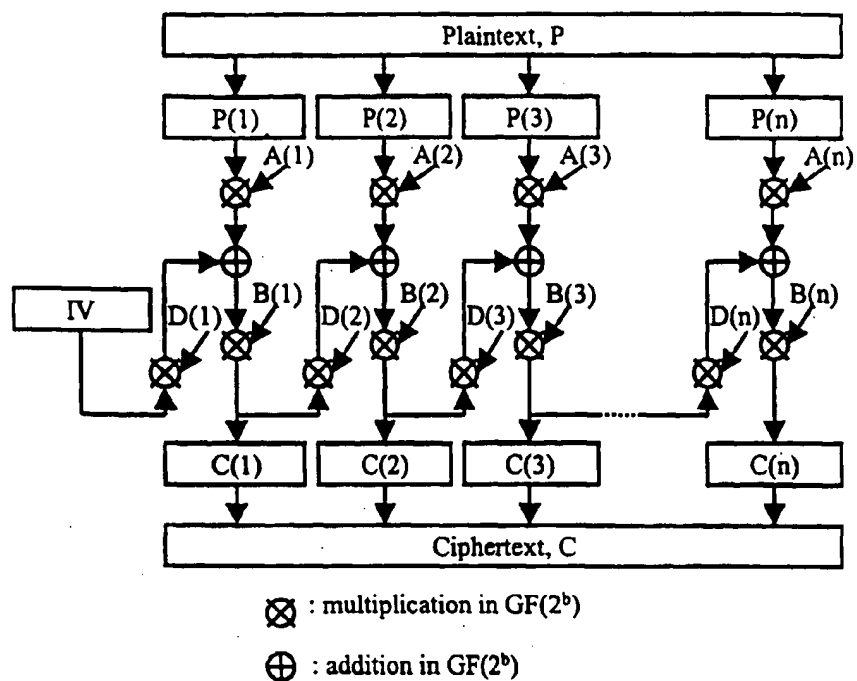 Plaintext, P
P(1) P(2) P(3) P(n)
A(1) A(2) A(3) A(n)
IV D(1) B(1) D(2) B(2) D(3) B(3) D(n) B(n)
C(1) C(2) C(3) C(n)
Ciphertext, C
: multiplication in GF(2ᵇ)
: addition in GF(2ᵇ)